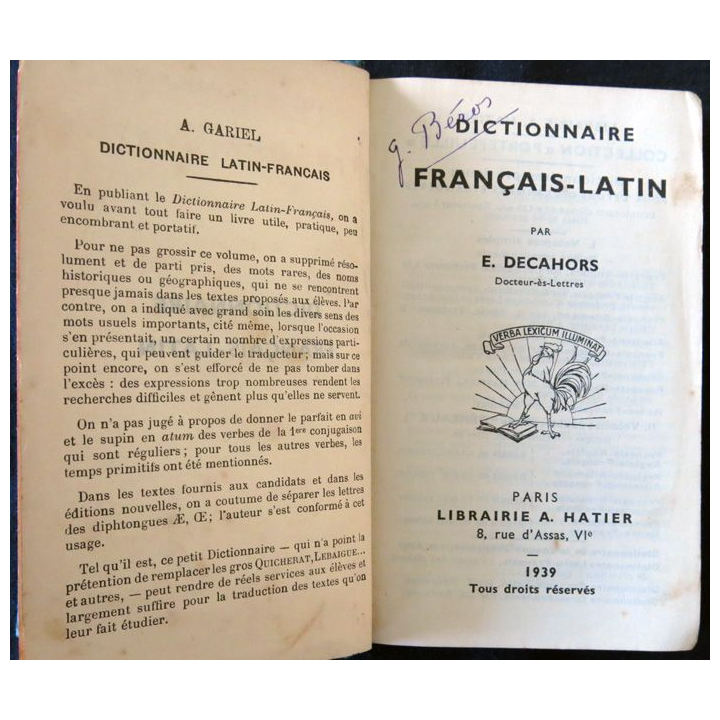 A. GARIEL
DICTIONNAIRE LATIN-FRANCAIS
En publiant le Dictionnaire Latin-Français, on a
voulu avant tout faire un livre utile, pratique, peu
encombrant et portatif.
Pour ne pas grossir ce volume, on a supprimé réso-
lument et de parti pris, des mots rares, des noms
historiques ou géographiques, qui ne se rencontrent
presque jamais dans les textes proposés aux élèves. Par
contre, on a indiqué avec grand soin les divers sens des
mots usuels importants, cité même, lorsque l'occasion
s'en présentait, un certain nombre d'expressions parti-
culières, qui peuvent guider le traducteur ; mais sur ce
point encore, on s'est efforcé de ne pas tomber dans
l'excès : des expressions trop nombreuses rendent les
recherches difficiles et gênent plus qu'elles ne servent.
On n'a pas jugé à propos de donner le parfait en avi
et le supin en atum des verbes de la 1ere conjugaison
qui sont réguliers ; pour tous les autres verbes, les
temps primitifs ont été mentionnés.
Dans les textes fournis aux candidats et dans les
éditions nouvelles, on a coutume de séparer les lettres
des diphtongues Æ, Œ ; l'auteur s'est conformé à cet
usage.
Tel qu'il est, ce petit Dictionnaire — qui n'a point la
prétention de remplacer les gros QUICHERAT, LEBAIGUE...
et autres, — peut rendre de réels services aux élèves et
largement suffire pour la traduction des textes qu'on
leur fait étudier.
g. Béros
DICTIONNAIRE
FRANÇAIS-LATIN
PAR
E. DECAHORS
Docteur-ès-Lettres
VERBA LEXICUM ILLUMINAT
PARIS
LIBRAIRIE A. HATIER
8, rue d'Assas, VIe
—
1939
Tous droits réservés